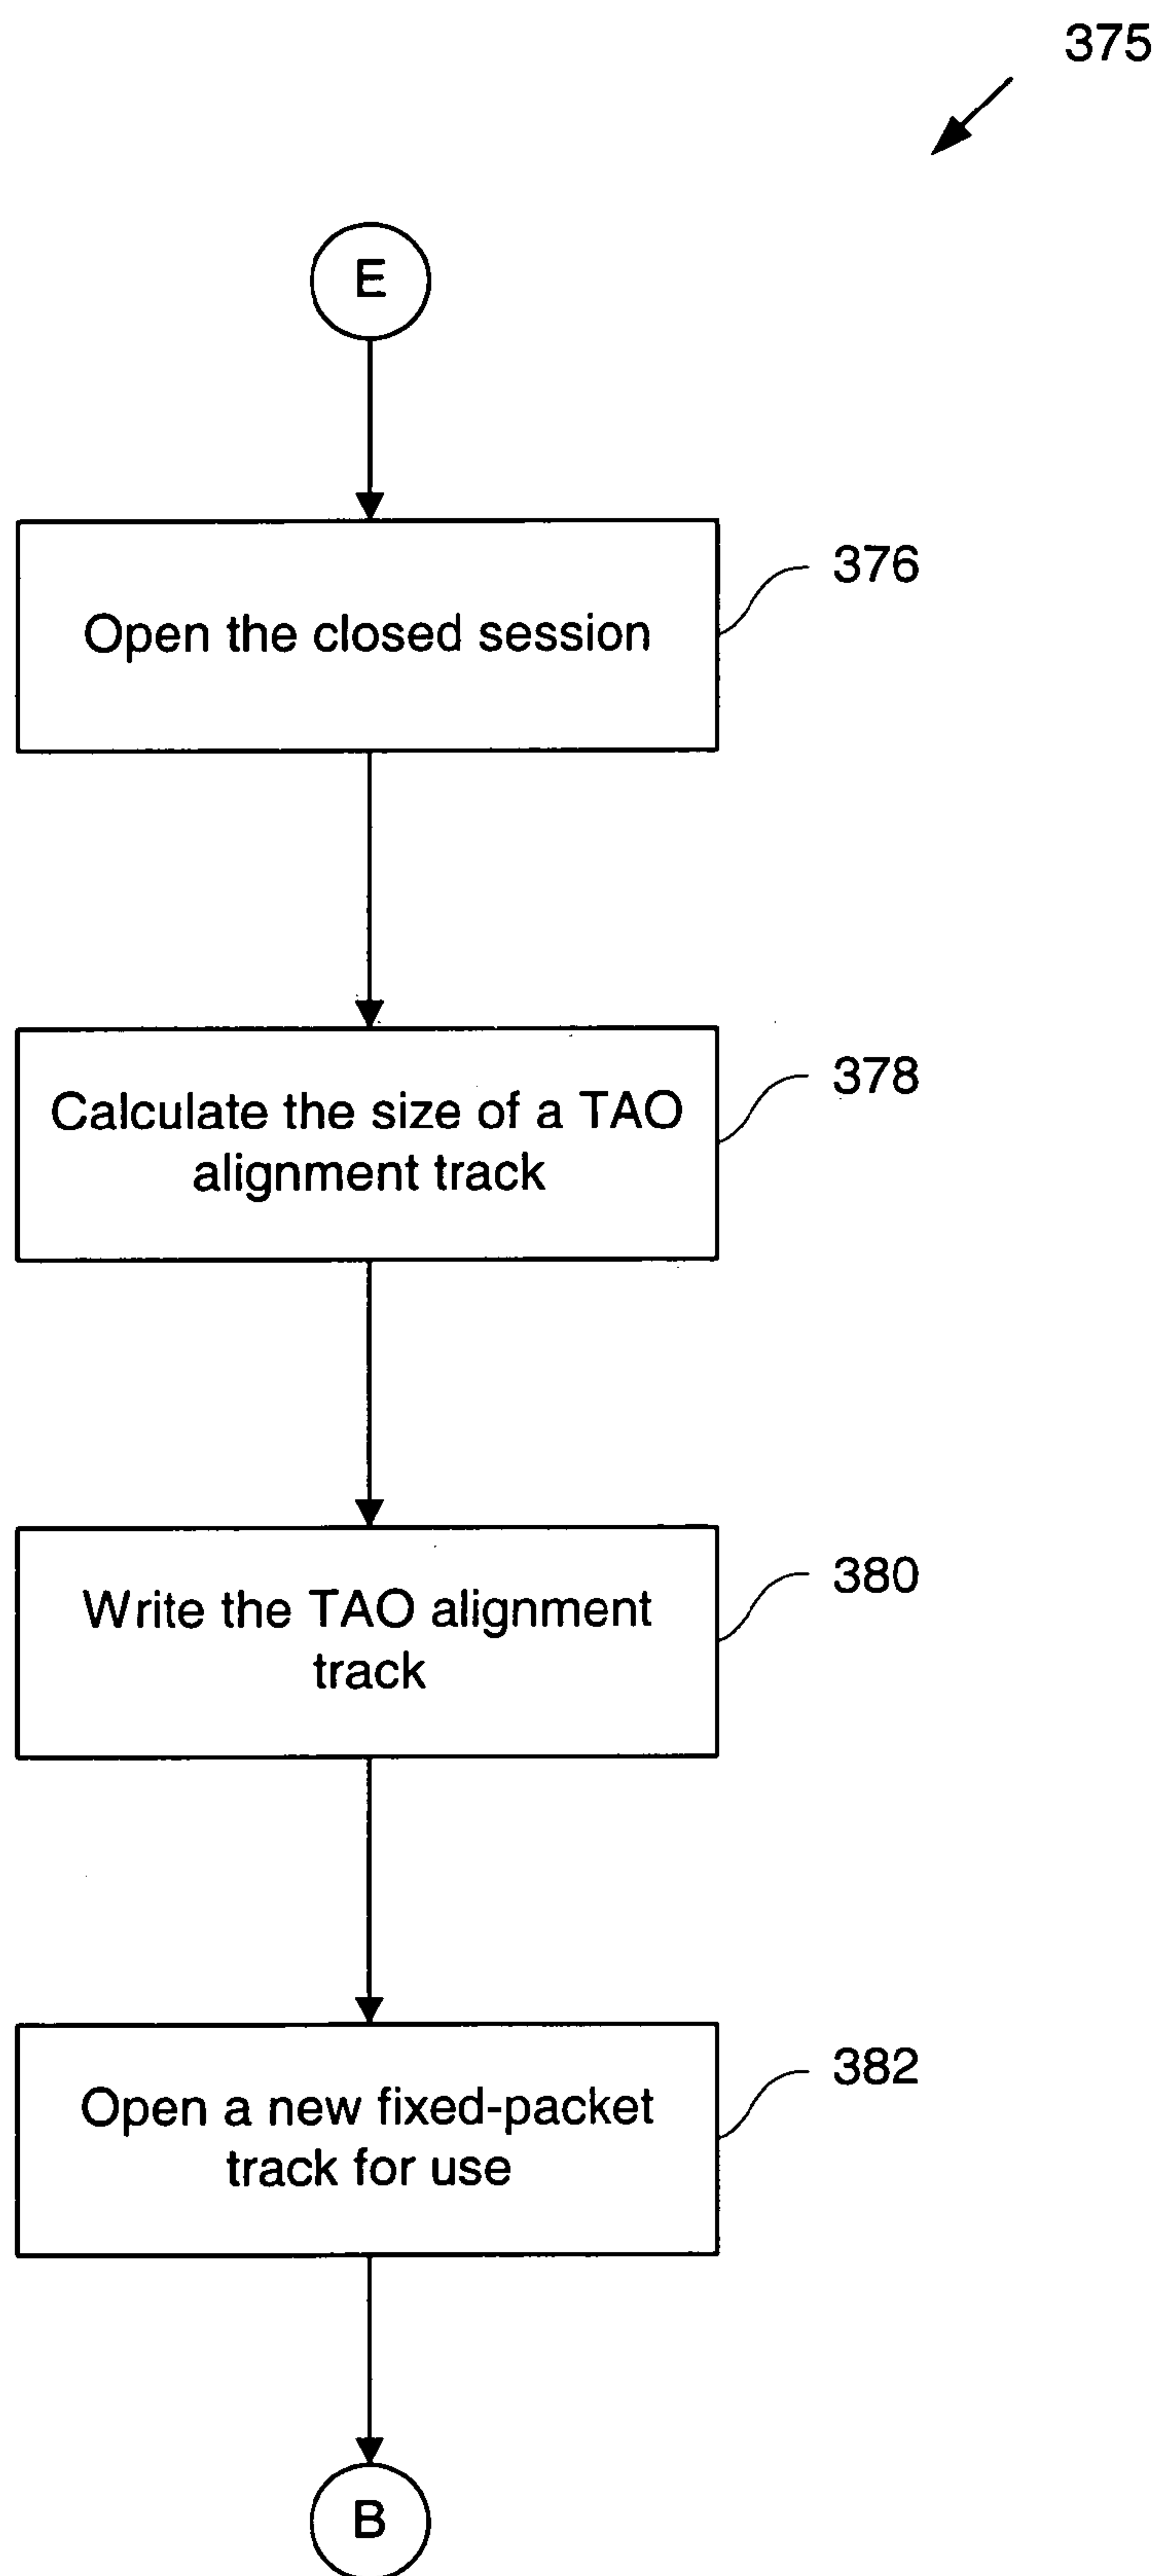 375
E
Open the closed session
376
Calculate the size of a TAO
alignment track
378
Write the TAO alignment
track
380
Open a new fixed-packet
track for use
382
B